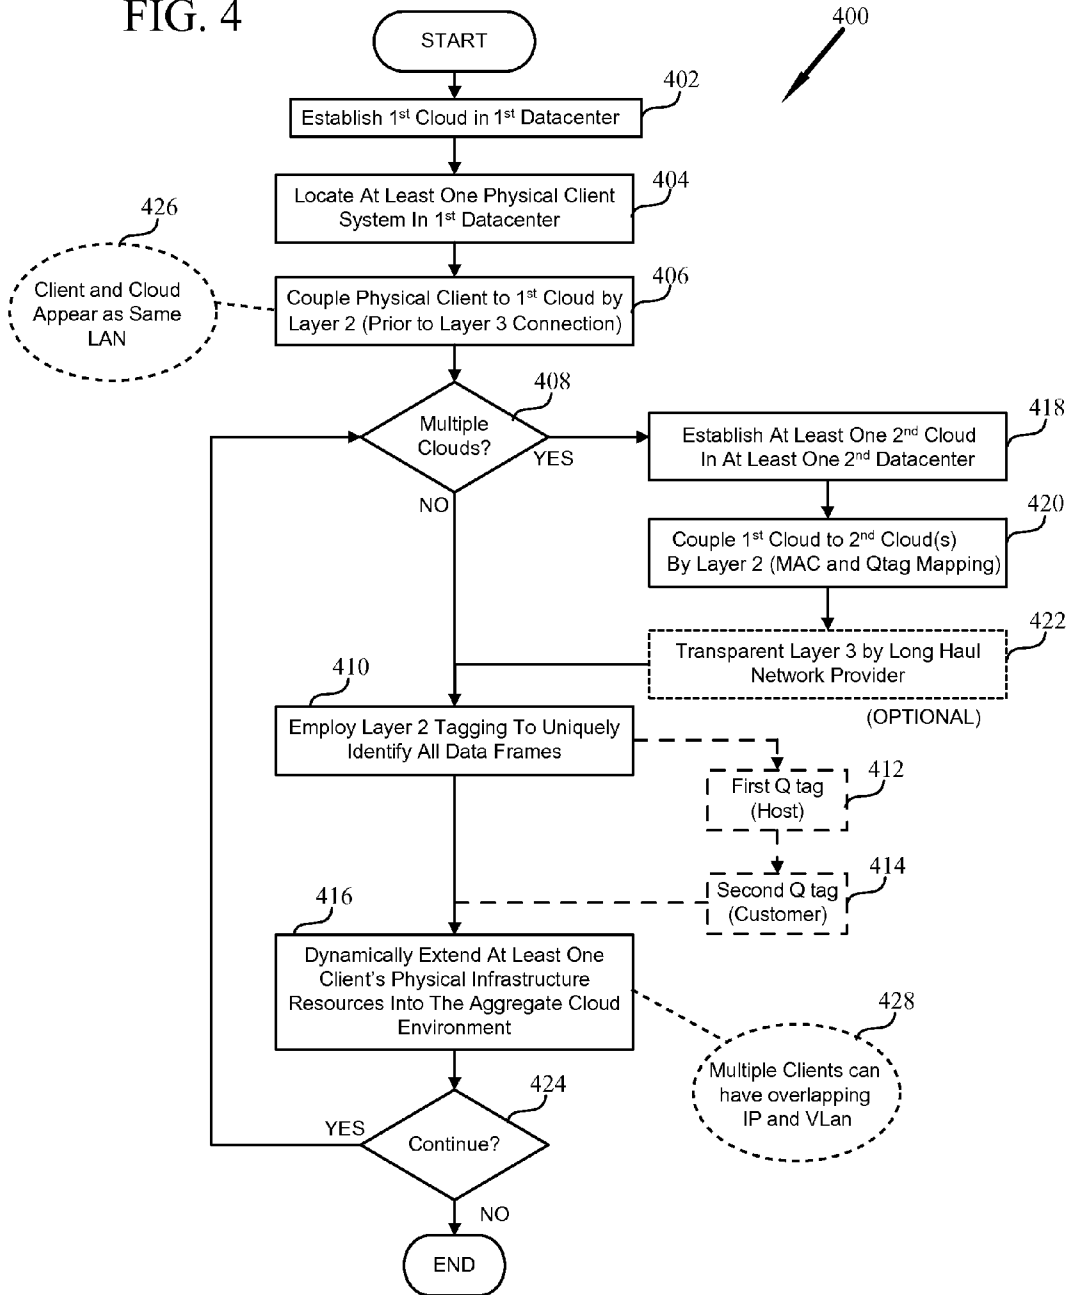 FIG. 4
400
START
402
Establish 1st Cloud in 1st Datacenter
404
Locate At Least One Physical Client
System In 1st Datacenter
426
Client and Cloud
Appear as Same
LAN
406
Couple Physical Client to 1st Cloud by
Layer 2 (Prior to Layer 3 Connection)
408
Multiple
Clouds?
YES
NO
418
Establish At Least One 2nd Cloud
In At Least One 2nd Datacenter
420
Couple 1st Cloud to 2nd Cloud(s)
By Layer 2 (MAC and Qtag Mapping)
422
Transparent Layer 3 by Long Haul
Network Provider
(OPTIONAL)
410
Employ Layer 2 Tagging To Uniquely
Identify All Data Frames
412
First Q tag
(Host)
414
Second Q tag
(Customer)
416
Dynamically Extend At Least One
Client's Physical Infrastructure
Resources Into The Aggregate Cloud
Environment
428
Multiple Clients can
have overlapping
IP and VLan
424
Continue?
YES
NO
END